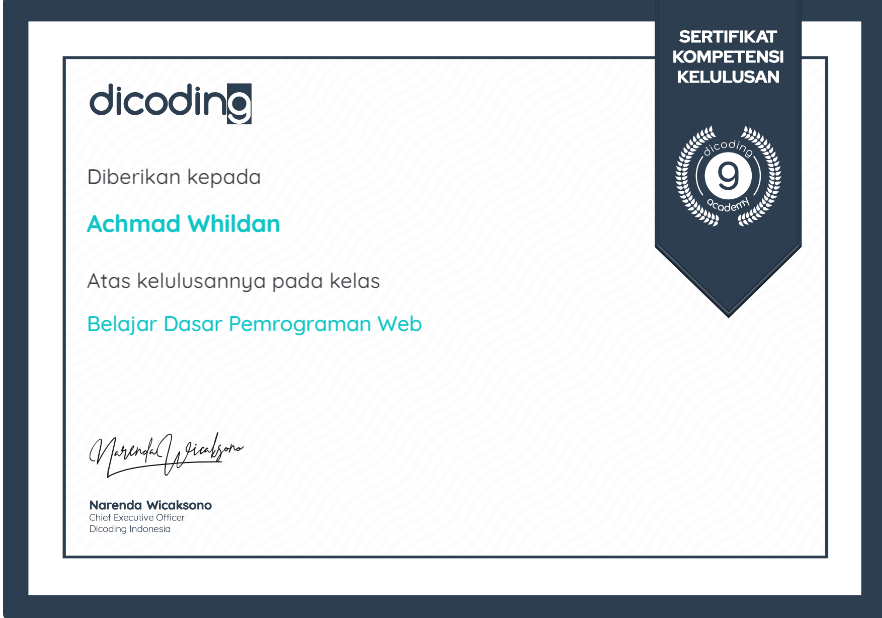 SERTIFIKAT
KOMPETENSI
KELULUSAN
dicoding
academy
dicoding
Diberikan kepada
Achmad Whildan
Atas kelulusannya pada kelas
Belajar Dasar Pemrograman Web
Narenda Wicaksono
Narenda Wicaksono
Chief Executive Officer
Dicoding Indonesia